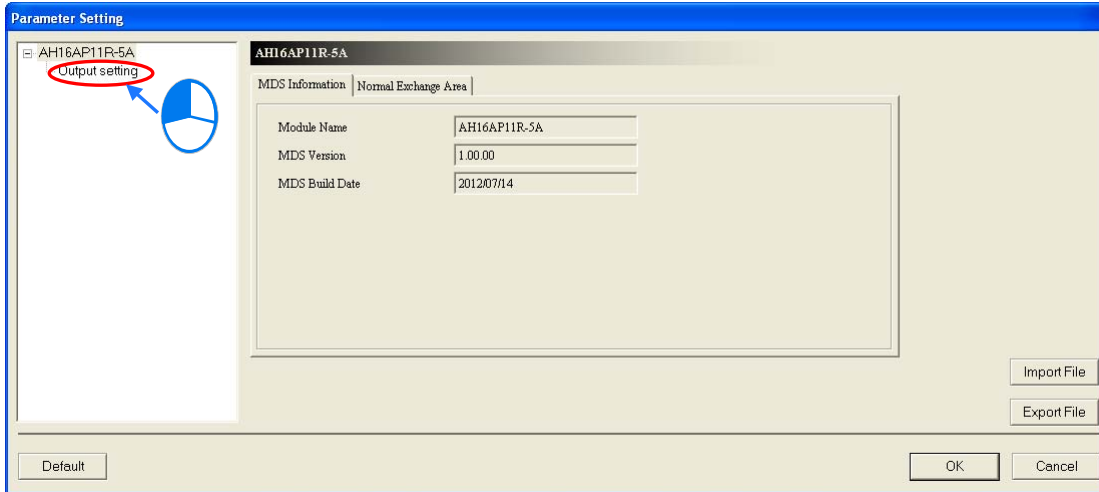 Parameter Setting
AH16AP11R-5A
Output setting
AH16AP11R-5A
MDS Information
Normal Exchange Area
Module Name
AH16AP11R-5A
MDS Version
1.00.00
MDS Build Date
2012/07/14
Import File
Export File
Default
OK
Cancel